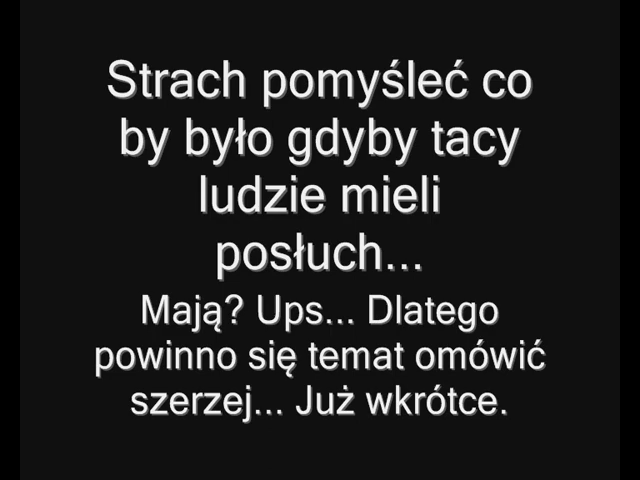 Strach pomyśleć co
by było gdyby tacy
ludzie mieli
posłuch...
Mają? Ups... Dlatego
powinno się temat omówić
szerzej... Już wkrótce.